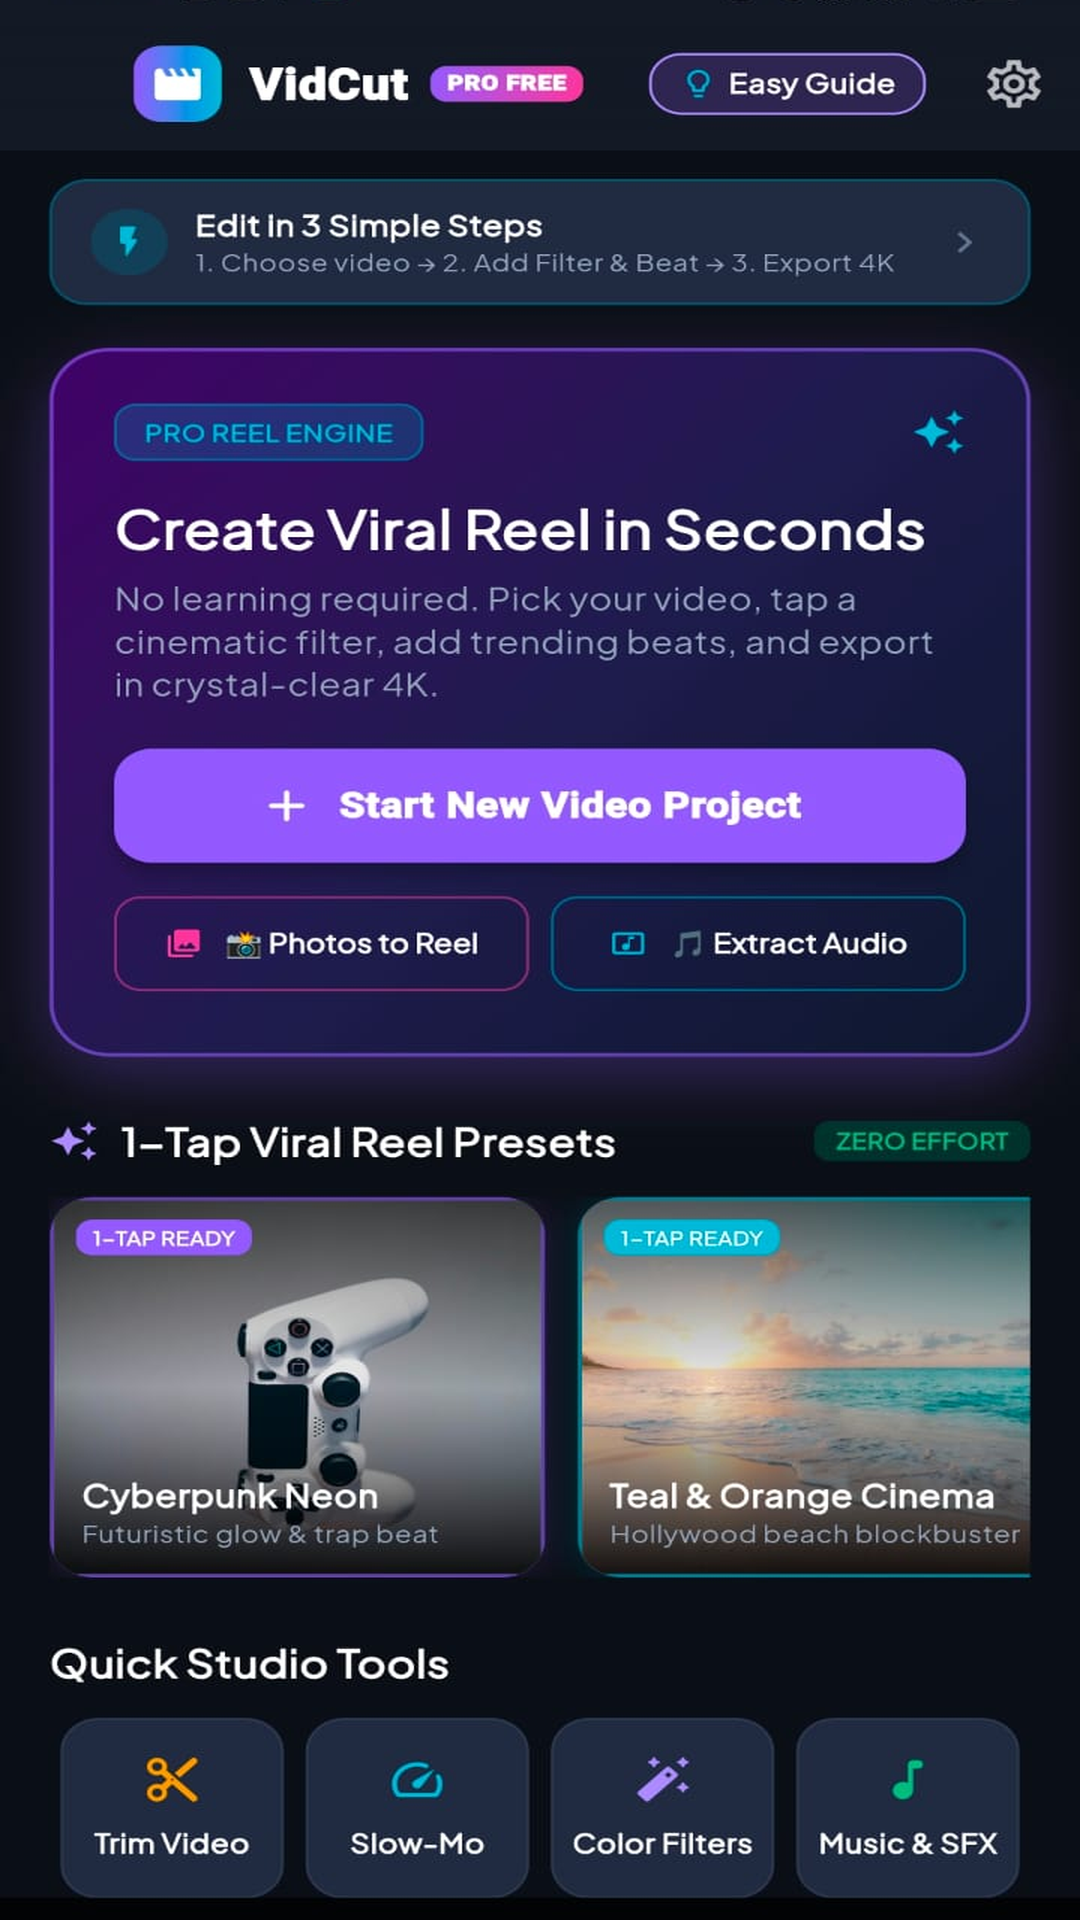 VidCut PRO FREE Easy Guide
Edit in 3 Simple Steps
1. Choose video → 2. Add Filter & Beat → 3. Export 4K
PRO REEL ENGINE
Create Viral Reel in Seconds
No learning required. Pick your video, tap a
cinematic filter, add trending beats, and export
in crystal-clear 4K.
+ Start New Video Project
📸 Photos to Reel
🎵 Extract Audio
1-Tap Viral Reel Presets
ZERO EFFORT
1-TAP READY
Cyberpunk Neon
Futuristic glow & trap beat
1-TAP READY
Teal & Orange Cinema
Hollywood beach blockbuster
Quick Studio Tools
Trim Video
Slow-Mo
Color Filters
Music & SFX